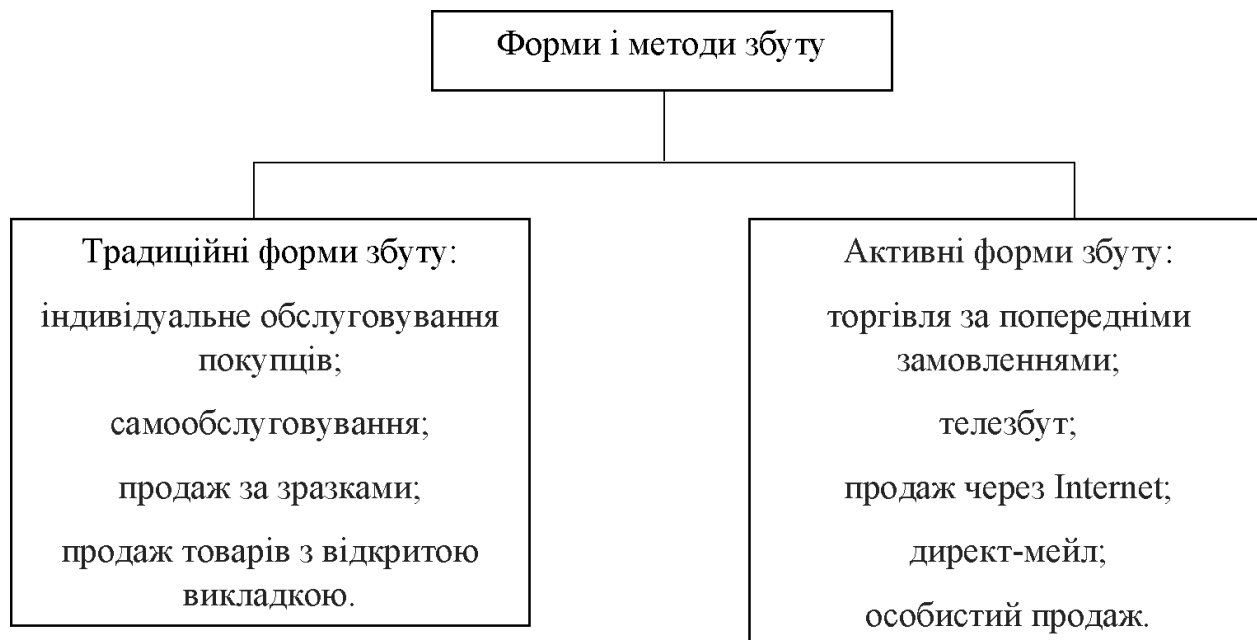 Форми і методи збуту
Традиційні форми збуту:
індивідуальне обслуговування
покупців;
самообслуговування;
продаж за зразками;
продаж товарів з відкритою
викладкою.
Активні форми збуту:
торгівля за попередніми
замовленнями;
телезбут;
продаж через Internet;
директ-мейл;
особистий продаж.